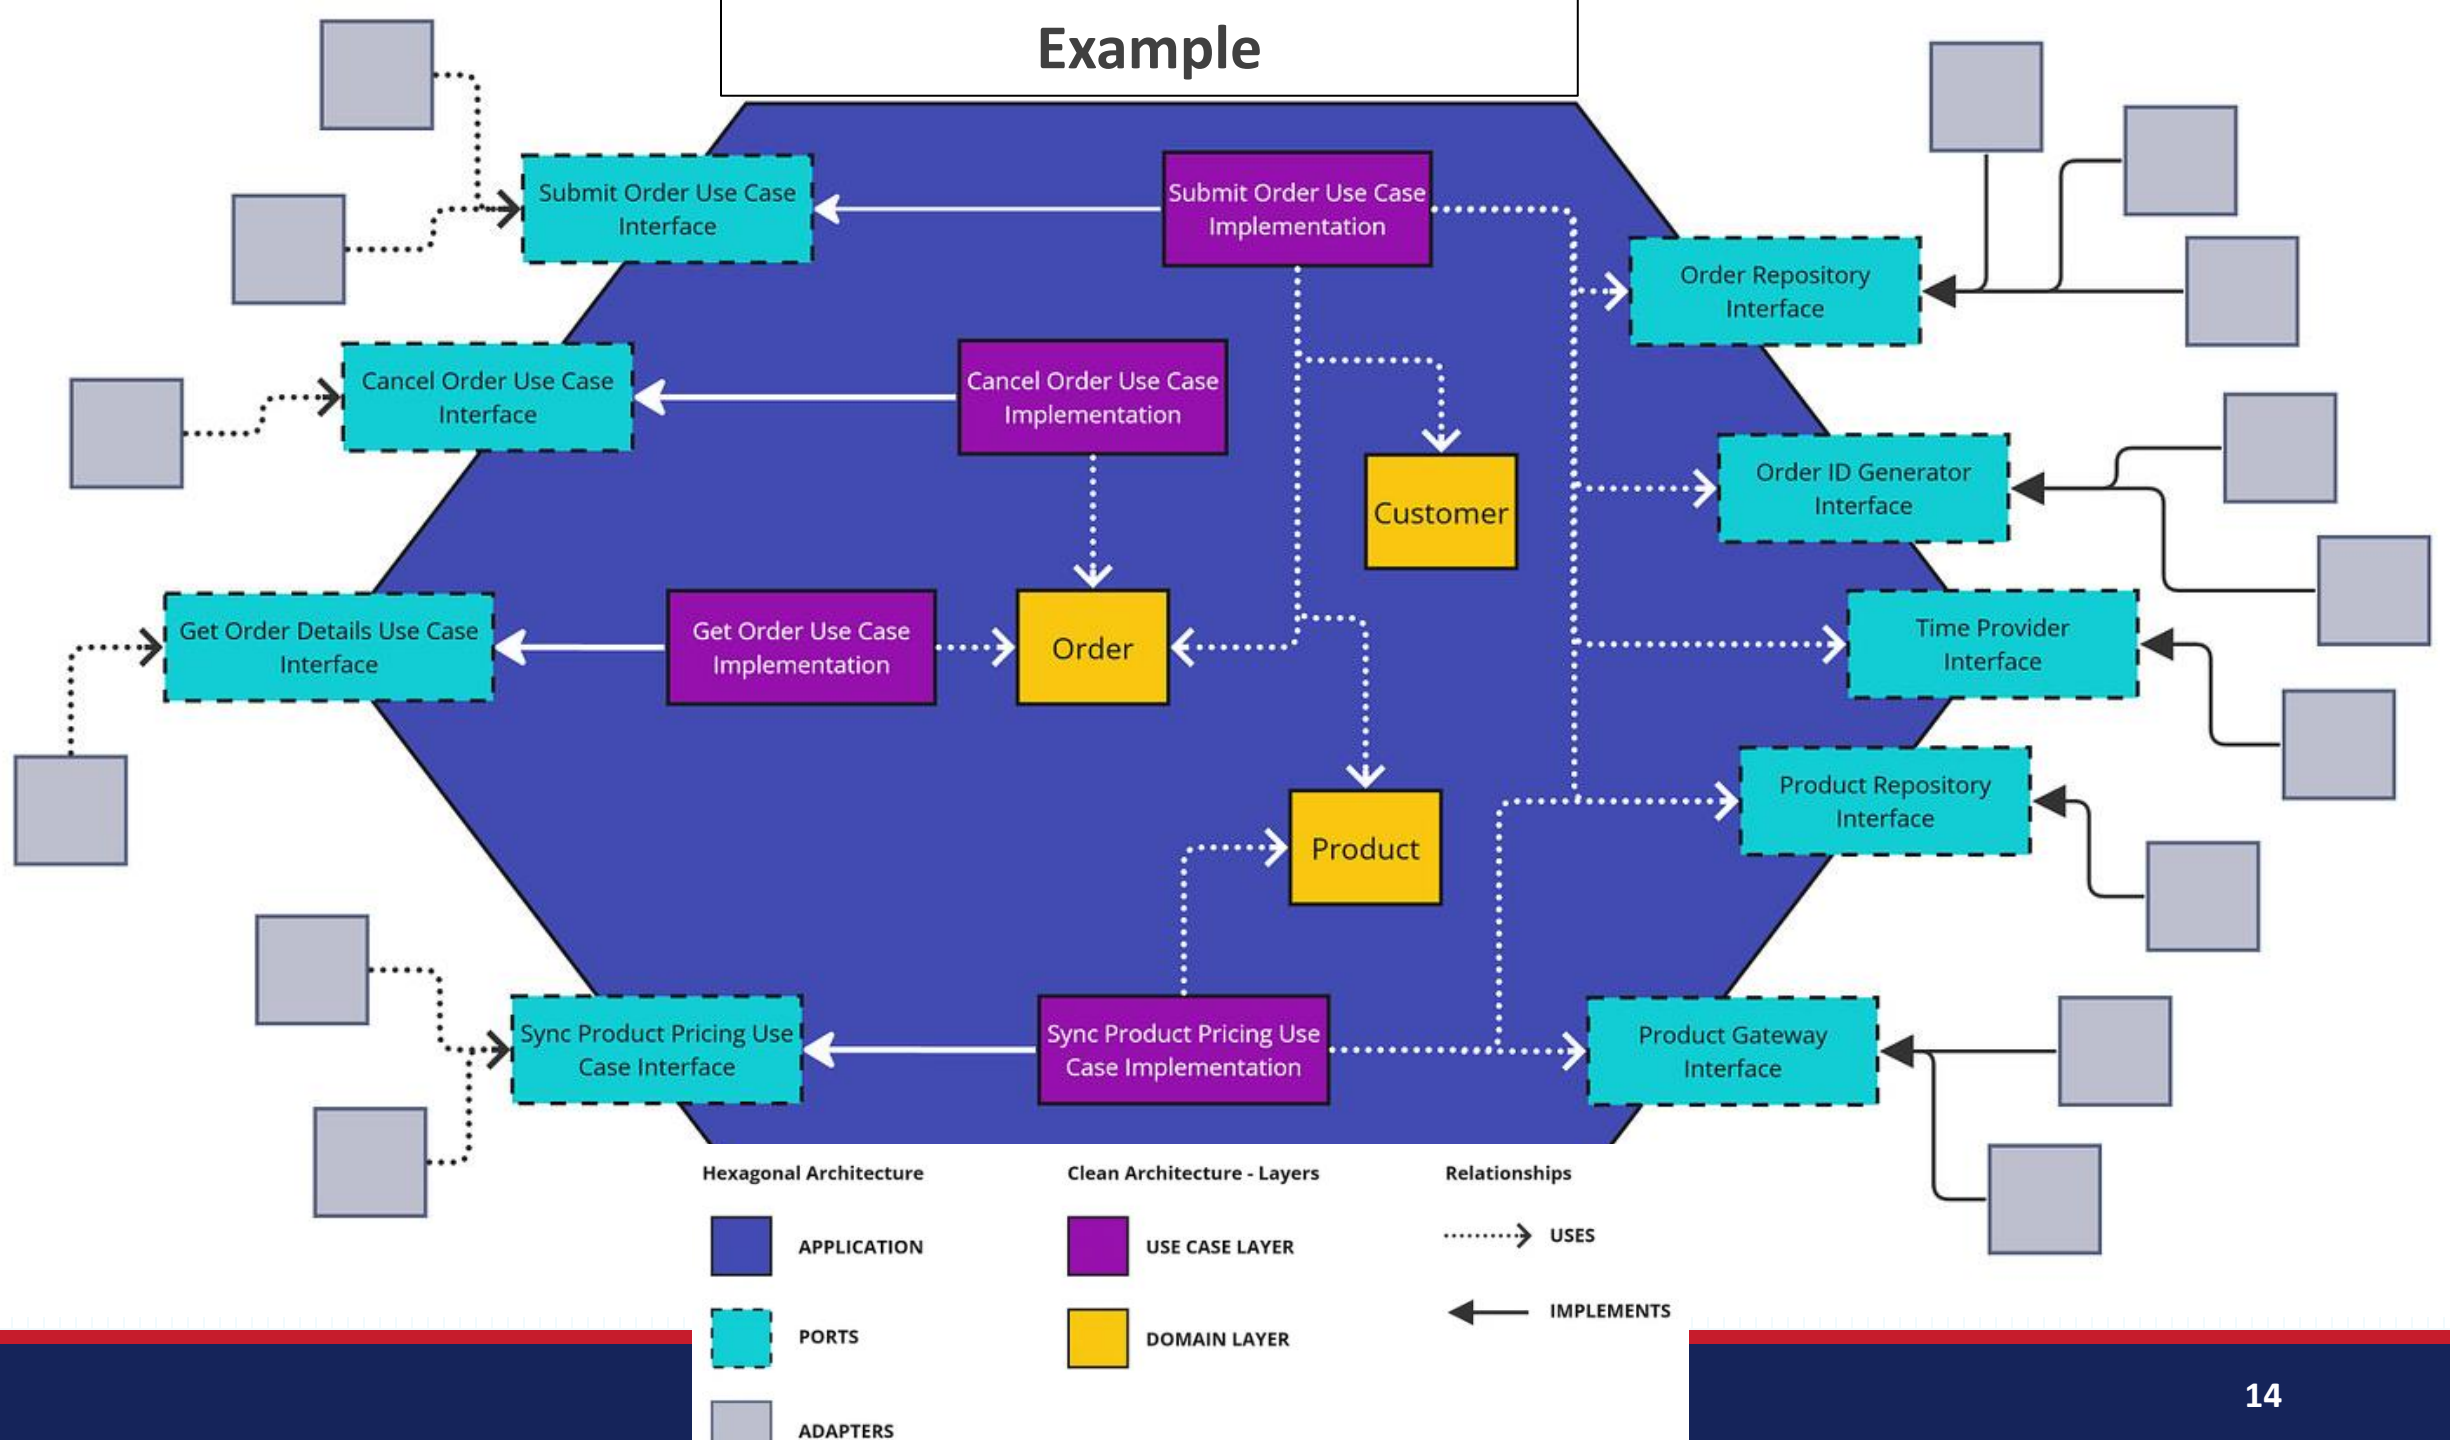 Example
Submit Order Use Case
Interface
Submit Order Use Case
Implementation
Order Repository
Interface
Cancel Order Use Case
Interface
Cancel Order Use Case
Implementation
Customer
Order ID Generator
Interface
Get Order Details Use Case
Interface
Get Order Use Case
Implementation
Order
Time Provider
Interface
Product Repository
Interface
Product
Sync Product Pricing Use
Case Interface
Sync Product Pricing Use
Case Implementation
Product Gateway
Interface
Hexagonal Architecture
APPLICATION
PORTS
ADAPTERS
Clean Architecture - Layers
USE CASE LAYER
DOMAIN LAYER
Relationships
USES
IMPLEMENTS
14